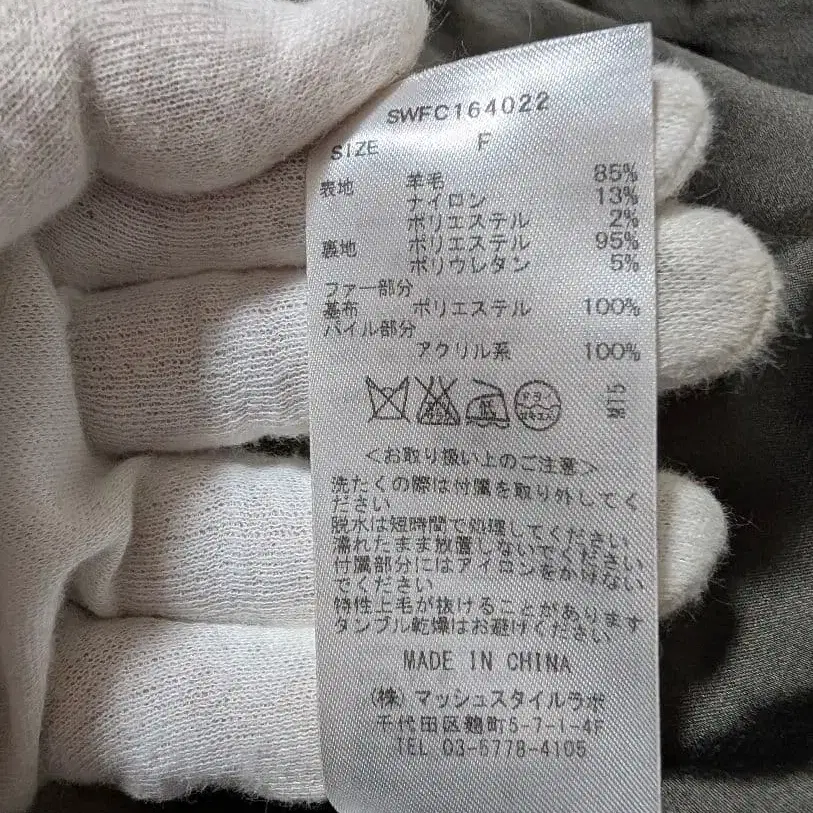 SWFC164022
SIZE F
表地 羊毛 85%
ナイロン 13%
ポリエステル 2%
裏地 ポリエステル 95%
ポリウレタン 5%
ファー部分
基布 ポリエステル 100%
パイル部分
アクリル系 100%
ドライ
<お取り扱い上のご注意>
洗たくの際は付属を取り外してく
ださい
脱水は短時間で処理してください
濡れたまま放置しないでください
付属部分にはアイロンをかけない
でください
特性上毛が抜けることがあります
タンブル乾燥はお避けください
MADE IN CHINA
(株)マッシュスタイルラボ
千代田区麹町5-7-1-4F
TEL 03-6778-4105